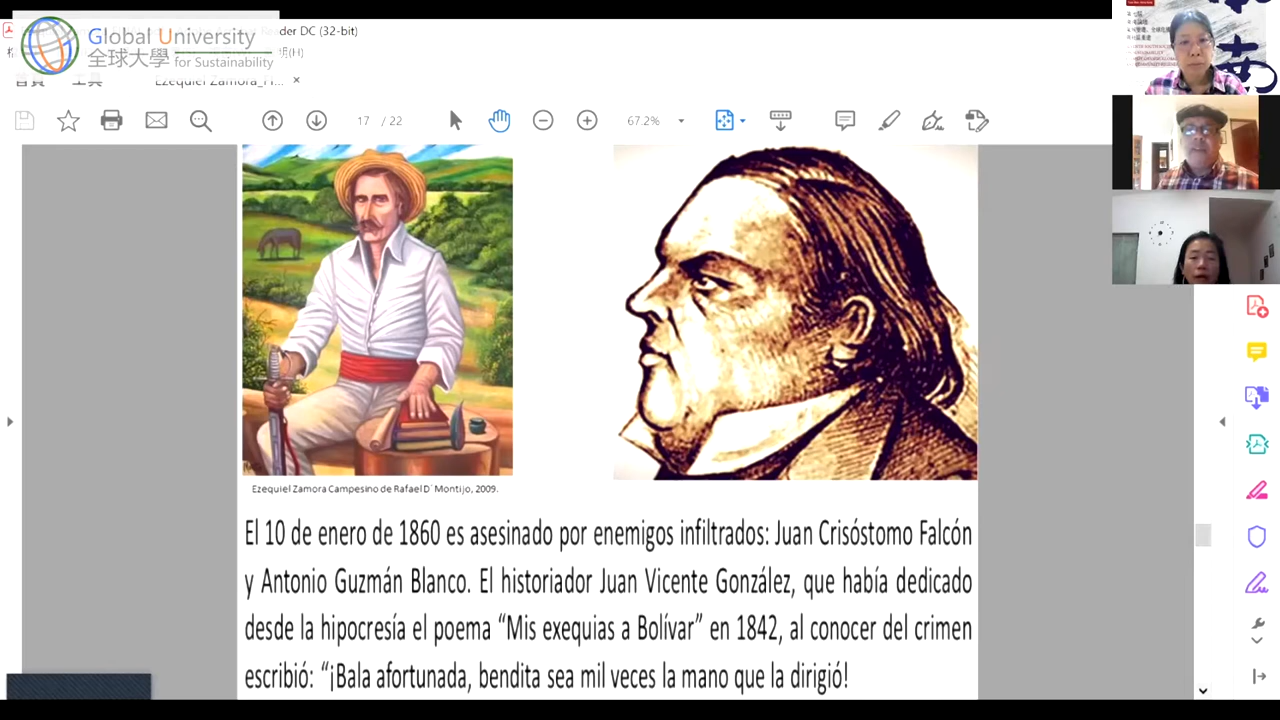 Global University
全球大學 for Sustainability
Reader DC (32-bit)
Ezequiel Zamora_H...
17 / 22
67.2%
Ezequiel Zamora Campesino de Rafael D´ Montijo, 2009.
El 10 de enero de 1860 es asesinado por enemigos infiltrados: Juan Crisóstomo Falcón
y Antonio Guzmán Blanco. El historiador Juan Vicente González, que había dedicado
desde la hipocresía el poema “Mis exequias a Bolívar” en 1842, al conocer del crimen
escribió: “¡Bala afortunada, bendita sea mil veces la mano que la dirigió!